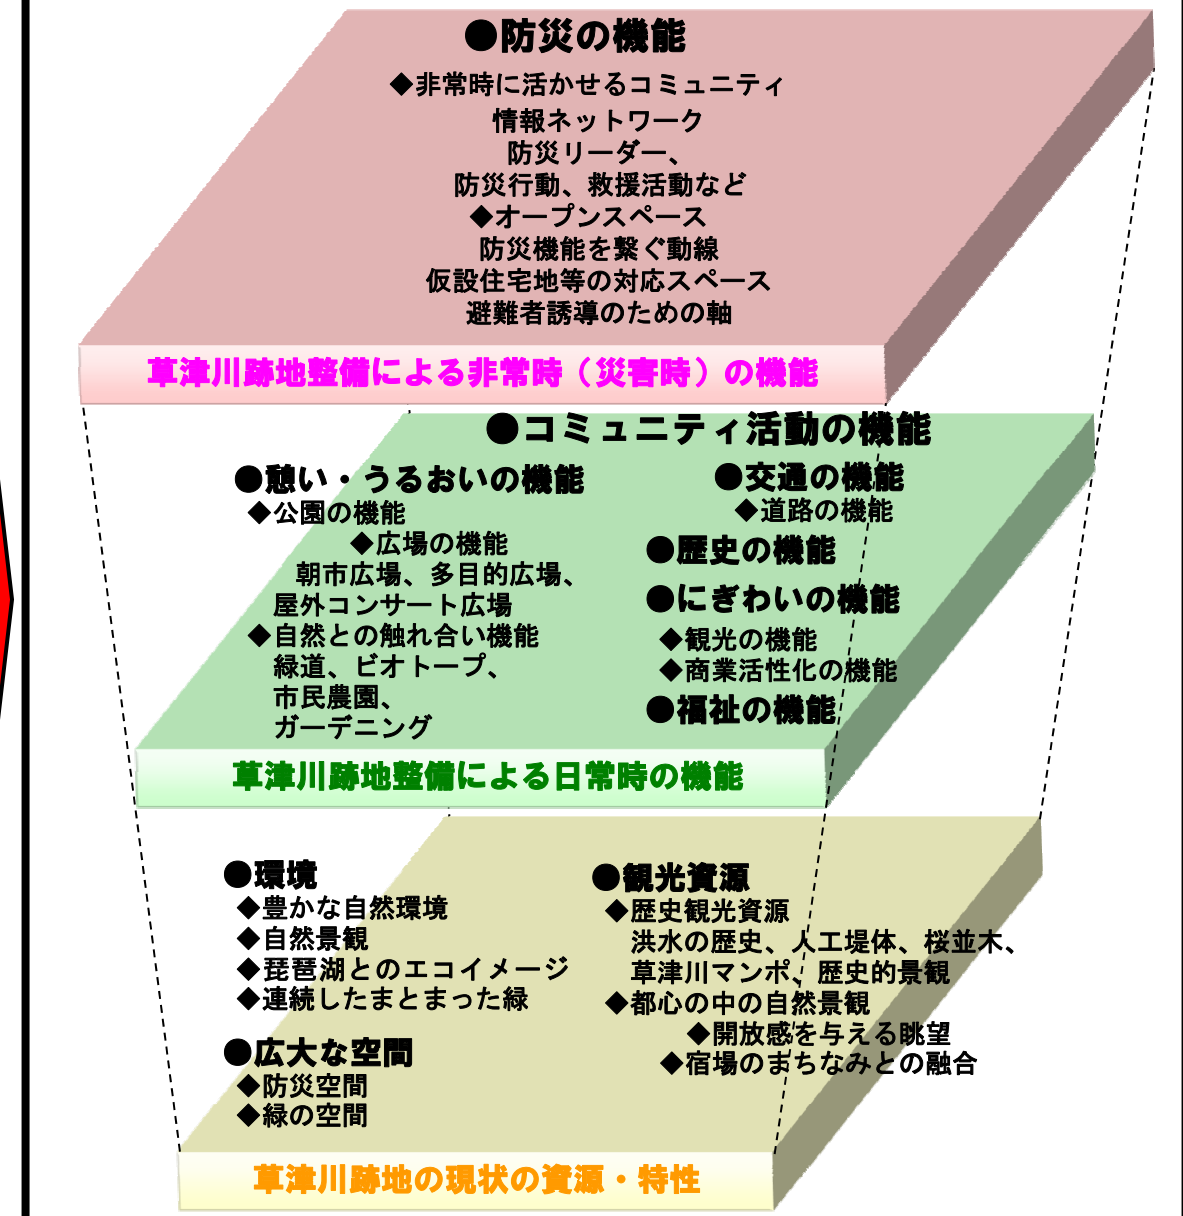 ●防災の機能
◆非常時に活かせるコミュニティ
情報ネットワーク
防災リーダー、
防災行動、救援活動など
◆オープンスペース
防災機能を繋ぐ動線
仮設住宅地等の対応スペース
避難者誘導のための軸
草津川跡地整備による非常時（災害時）の機能
●コミュニティ活動の機能
●憩い・うるおいの機能
◆公園の機能
◆広場の機能
朝市広場、多目的広場、
屋外コンサート広場
◆自然との触れ合い機能
緑道、ビオトープ、
市民農園、
ガーデニング
●交通の機能
◆道路の機能
●歴史の機能
●にぎわいの機能
◆観光の機能
◆商業活性化の機能
●福祉の機能
草津川跡地整備による日常時の機能
●環境
◆豊かな自然環境
◆自然景観
◆琵琶湖とのエコイメージ
◆連続したまとまった緑
●広大な空間
◆防災空間
◆緑の空間
●観光資源
◆歴史観光資源
洪水の歴史、人工堤体、桜並木、
草津川マンポ、歴史的景観
◆都心の中の自然景観
◆開放感を与える眺望
◆宿場のまちなみとの融合
草津川跡地の現状の資源・特性